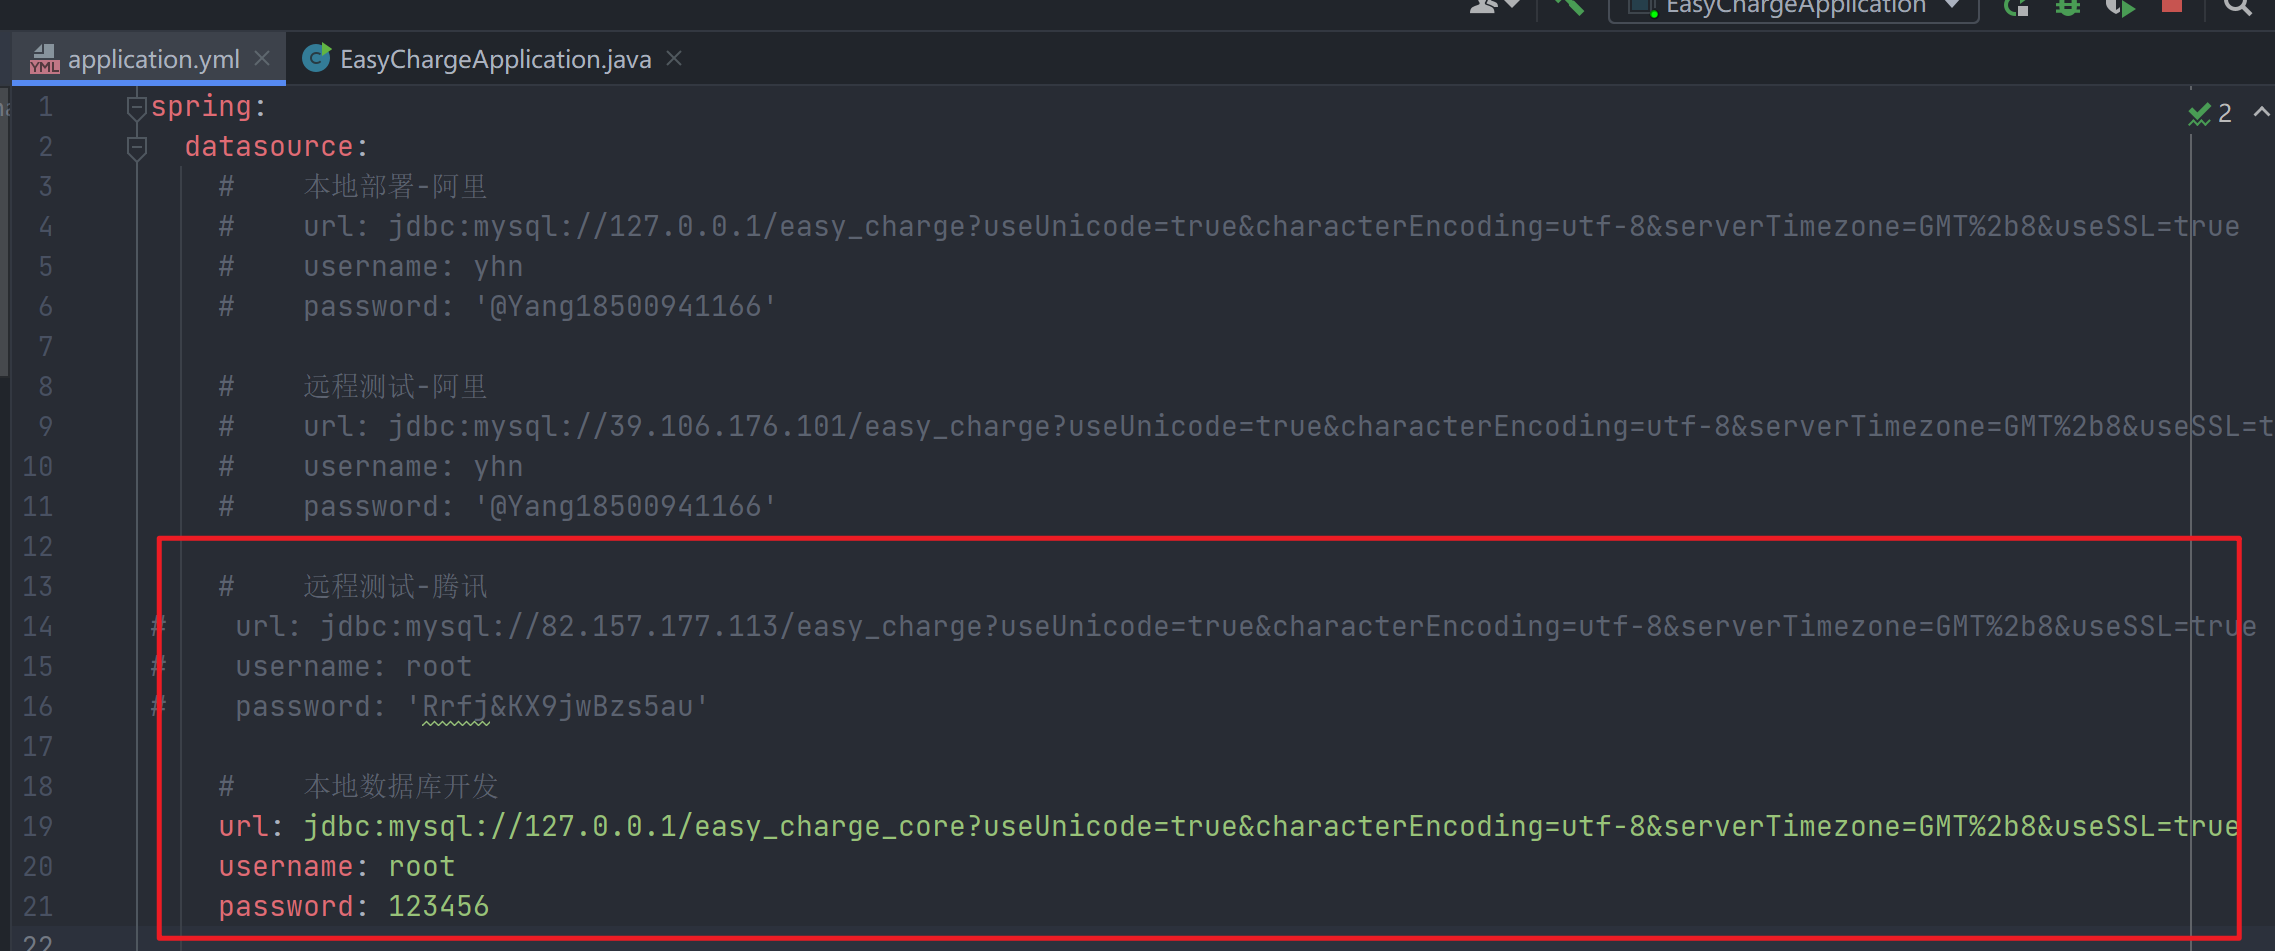 EasyChargeApplication
application.yml
EasyChargeApplication.java
1 spring:
2 datasource:
3 # 本地部署-阿里
4 # url: jdbc:mysql://127.0.0.1/easy_charge?useUnicode=true&characterEncoding=utf-8&serverTimezone=GMT%2b8&useSSL=true
5 # username: yhn
6 # password: '@Yang18500941166'
7
8 # 远程测试-阿里
9 # url: jdbc:mysql://39.106.176.101/easy_charge?useUnicode=true&characterEncoding=utf-8&serverTimezone=GMT%2b8&useSSL=t
10 # username: yhn
11 # password: '@Yang18500941166'
12
13 # 远程测试-腾讯
14 # url: jdbc:mysql://82.157.177.113/easy_charge?useUnicode=true&characterEncoding=utf-8&serverTimezone=GMT%2b8&useSSL=true
15 # username: root
16 # password: 'Rrfj&KX9jwBzs5au'
17
18 # 本地数据库开发
19 url: jdbc:mysql://127.0.0.1/easy_charge_core?useUnicode=true&characterEncoding=utf-8&serverTimezone=GMT%2b8&useSSL=true
20 username: root
21 password: 123456
22
2